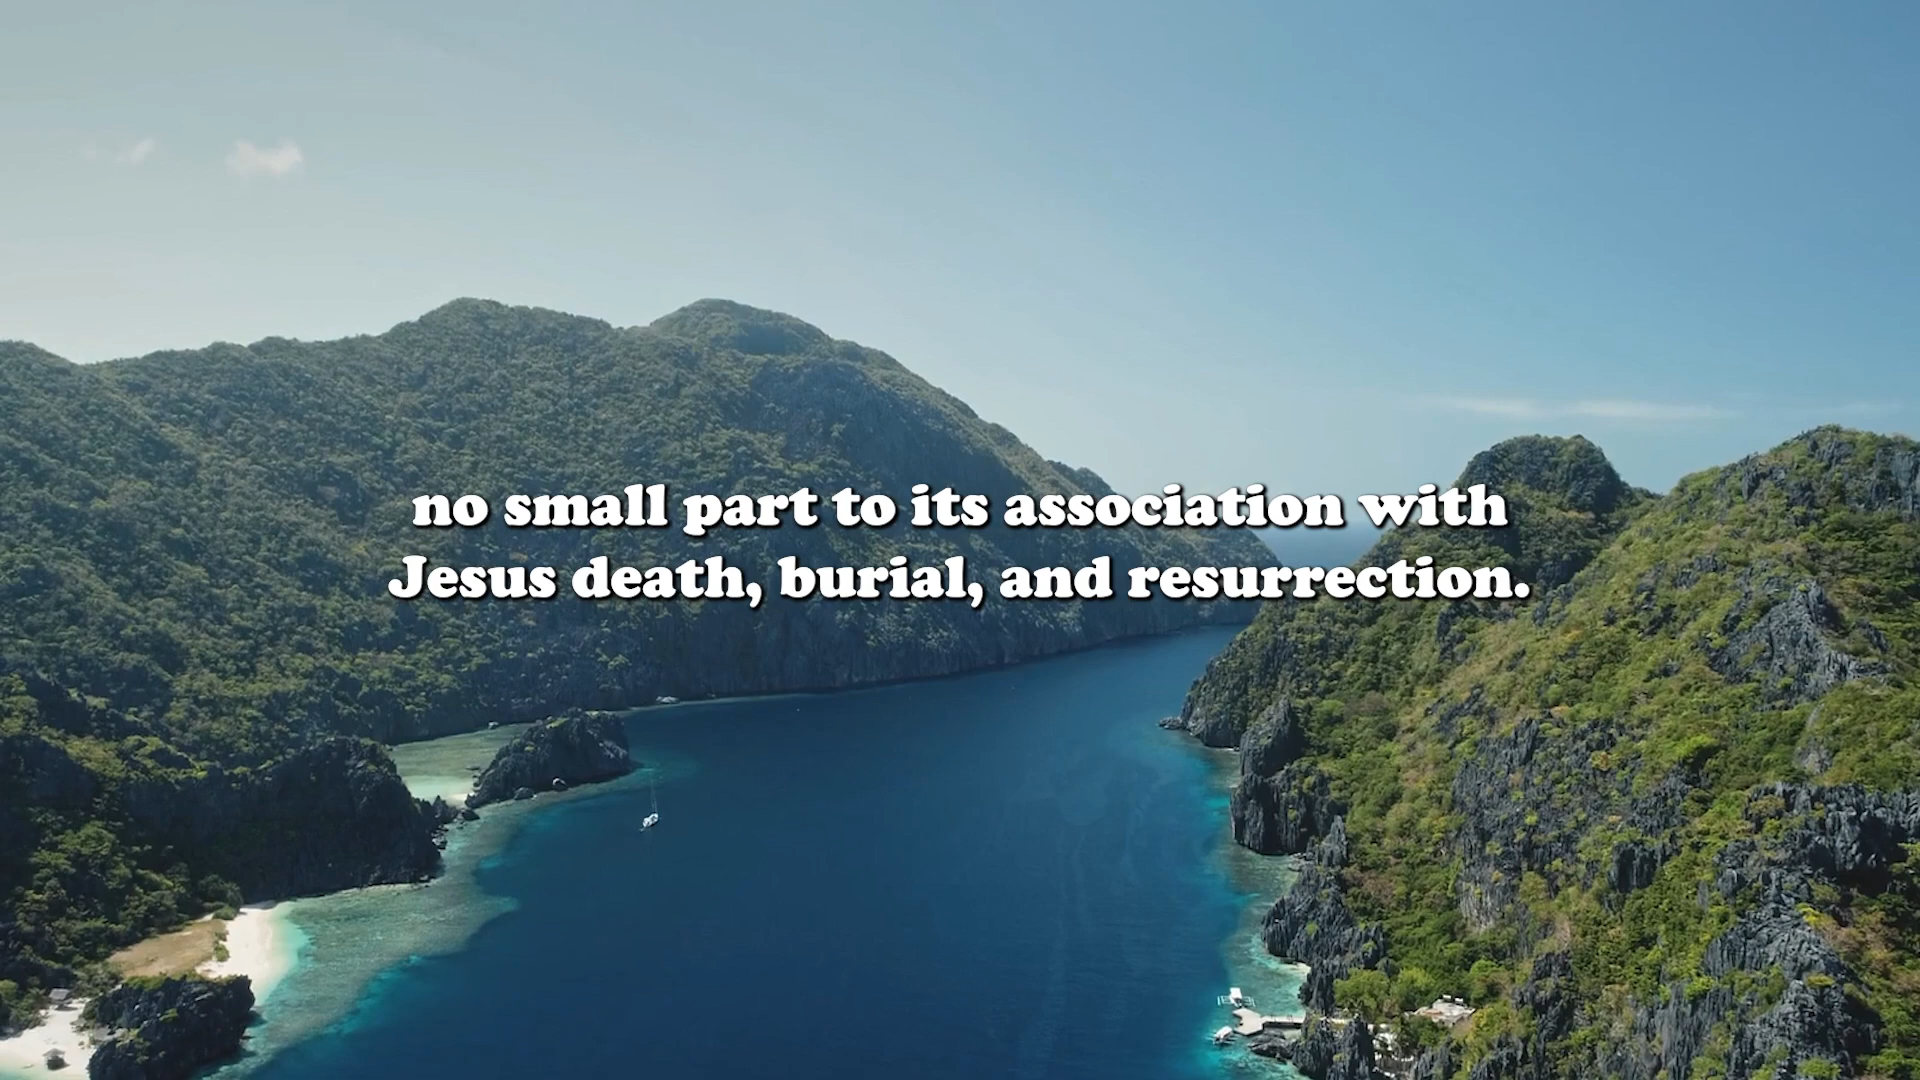 no small part to its association with
Jesus death, burial, and resurrection.